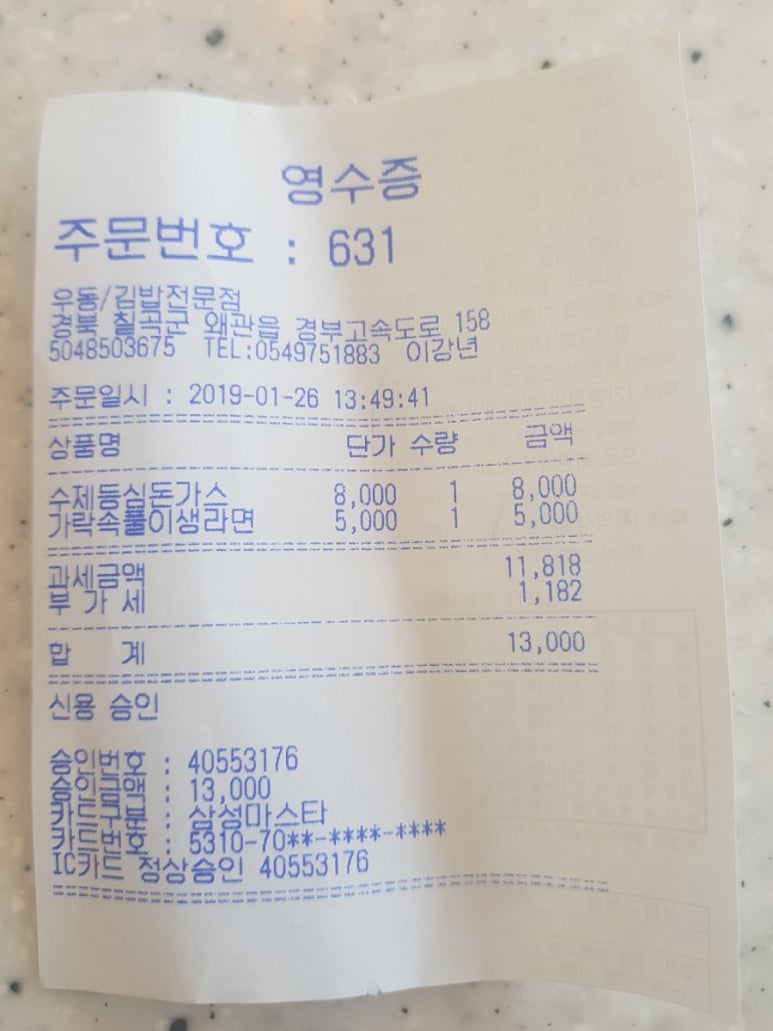 영수증
주문번호 : 631
우동/김밥전문점
경북 칠곡군 왜관읍 경부고속도로 158
5048503675 TEL:0549751883 이강년
주문일시 : 2019-01-26 13:49:41
상품명 단가 수량 금액
수제등심돈가스 8,000 1 8,000
가락속풀이생라면 5,000 1 5,000
과세금액 11,818
부 가 세 1,182
합 계 13,000
신용 승인
승인번호 : 40553176
승인금액 : 13,000
카드구분 : 삼성마스타
카드번호 : 5310-70**-****-****
IC카드 정상승인 40553176